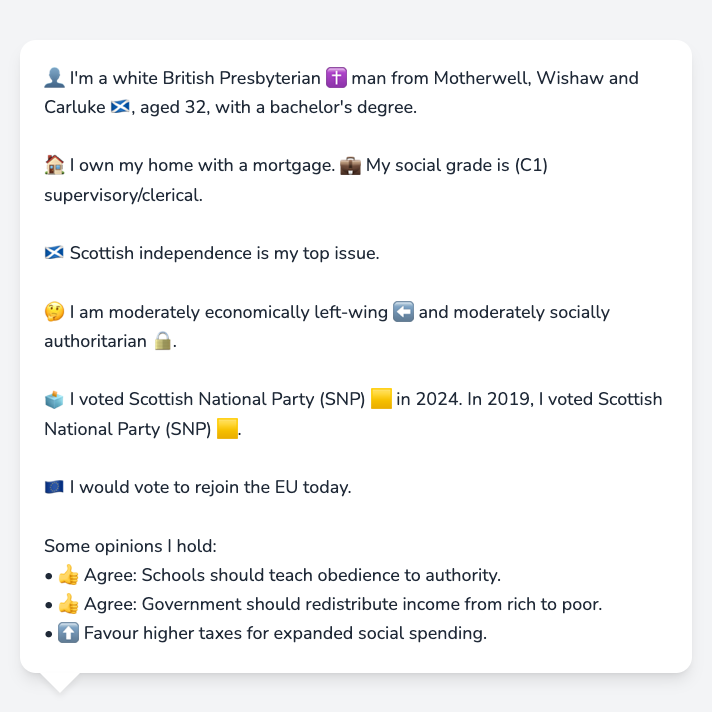 👤 I'm a white British Presbyterian ✝️ man from Motherwell, Wishaw and
Carluke 🏴󠁧󠁢󠁳󠁣󠁴󠁿, aged 32, with a bachelor's degree.
🏠 I own my home with a mortgage. 💼 My social grade is (C1)
supervisory/clerical.
🏴󠁧󠁢󠁳󠁣󠁴󠁿 Scottish independence is my top issue.
🤔 I am moderately economically left-wing ⬅️ and moderately socially
authoritarian 🔒.
🗳️ I voted Scottish National Party (SNP) 🟨 in 2024. In 2019, I voted Scottish
National Party (SNP) 🟨.
🇪🇺 I would vote to rejoin the EU today.
Some opinions I hold:
• 👍 Agree: Schools should teach obedience to authority.
• 👍 Agree: Government should redistribute income from rich to poor.
• ⬆️ Favour higher taxes for expanded social spending.